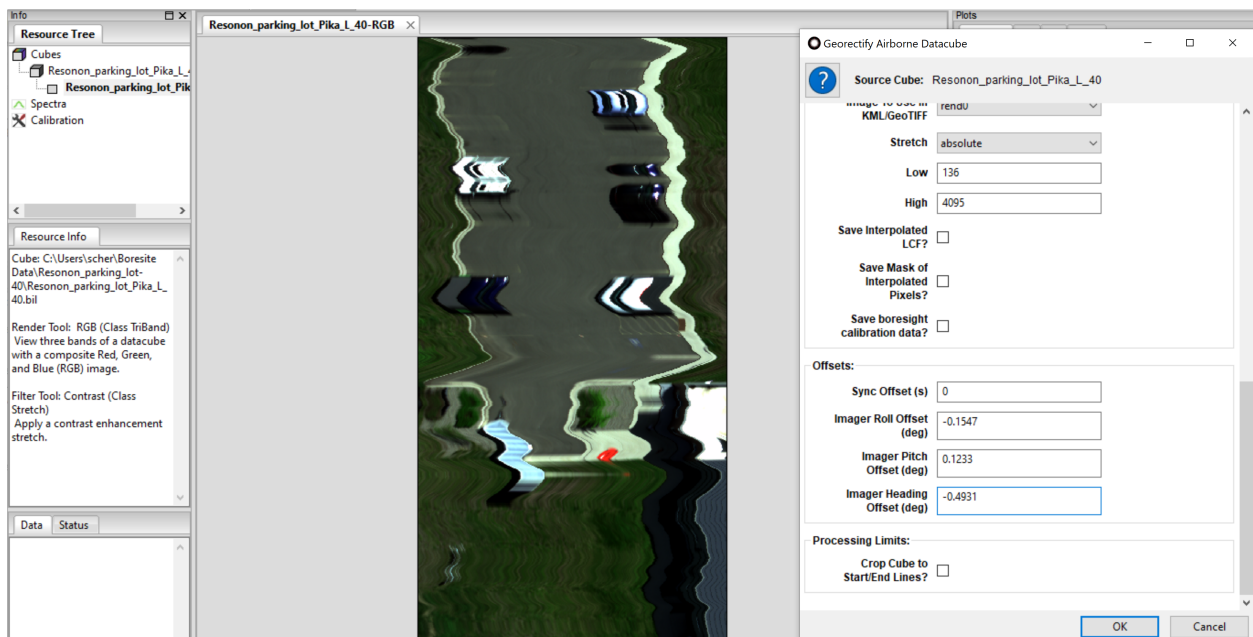 Info
Resource Tree
Cubes
Resonon_parking_lot_Pika_L_4
Resonon_parking_lot_Pik
Spectra
Calibration
Resource Info
Cube: C:\Users\scher\Boresite
Data\Resonon_parking_lot-
40\Resonon_parking_lot_Pika_L_
40.bil
Render Tool:  RGB (Class TriBand)
View three bands of a datacube
with a composite Red, Green,
and Blue (RGB) image.
Filter Tool: Contrast (Class
Stretch)
Apply a contrast enhancement
stretch.
Data
Status
Resonon_parking_lot_Pika_L_40-RGB
Plots
Georectify Airborne Datacube
Source Cube: Resonon_parking_lot_Pika_L_40
Image To Use in
KML/GeoTIFF
rend0
Stretch
absolute
Low
136
High
4095
Save Interpolated
LCF?
Save Mask of
Interpolated
Pixels?
Save boresight
calibration data?
Offsets:
Sync Offset (s)
0
Imager Roll Offset
(deg)
-0.1547
Imager Pitch
Offset (deg)
0.1233
Imager Heading
Offset (deg)
-0.4931
Processing Limits:
Crop Cube to
Start/End Lines?
OK
Cancel